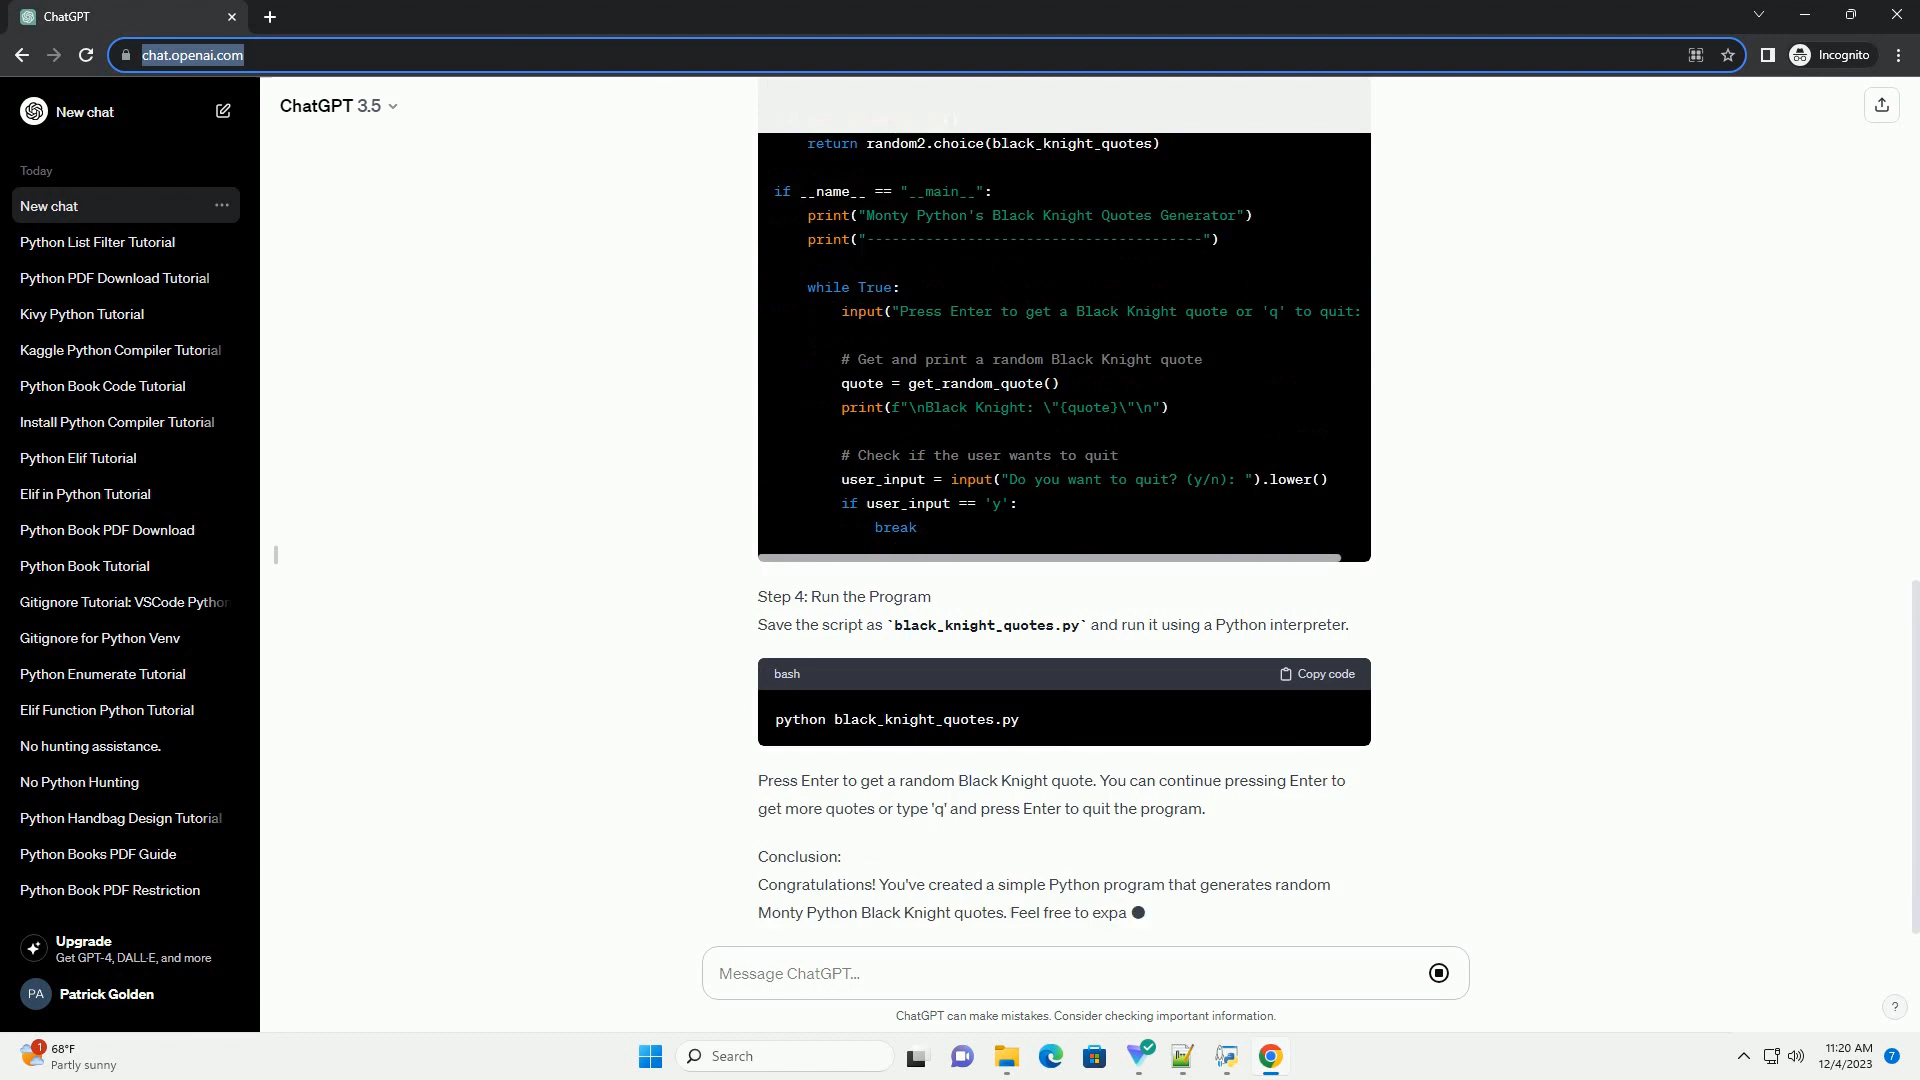 ChatGPT
chat.openai.com
Incognito
New chat
Today
New chat
Python List Filter Tutorial
Python PDF Download Tutorial
Kivy Python Tutorial
Kaggle Python Compiler Tutorial
Python Book Code Tutorial
Install Python Compiler Tutorial
Python Elif Tutorial
Elif in Python Tutorial
Python Book PDF Download
Python Book Tutorial
Gitignore Tutorial: VSCode Python
Gitignore for Python Venv
Python Enumerate Tutorial
Elif Function Python Tutorial
No hunting assistance.
No Python Hunting
Python Handbag Design Tutorial
Python Books PDF Guide
Python Book PDF Restriction
Upgrade
Get GPT-4, DALL·E, and more
PA
Patrick Golden
ChatGPT 3.5
return random2.choice(black_knight_quotes)
if __name__ == "__main__":
print("Monty Python's Black Knight Quotes Generator")
print("----------------------------------------")
while True:
input("Press Enter to get a Black Knight quote or 'q' to quit:
# Get and print a random Black Knight quote
quote = get_random_quote()
print(f"\nBlack Knight: \"{quote}\"\n")
# Check if the user wants to quit
user_input = input("Do you want to quit? (y/n): ").lower()
if user_input == 'y':
break
Step 4: Run the Program
Save the script as `black_knight_quotes.py` and run it using a Python interpreter.
bash
Copy code
python black_knight_quotes.py
Press Enter to get a random Black Knight quote. You can continue pressing Enter to
get more quotes or type 'q' and press Enter to quit the program.
Conclusion:
Congratulations! You've created a simple Python program that generates random
Monty Python Black Knight quotes. Feel free to expa
Message ChatGPT...
ChatGPT can make mistakes. Consider checking important information.
?
1
68°F
Partly sunny
Search
11:20 AM
12/4/2023
7